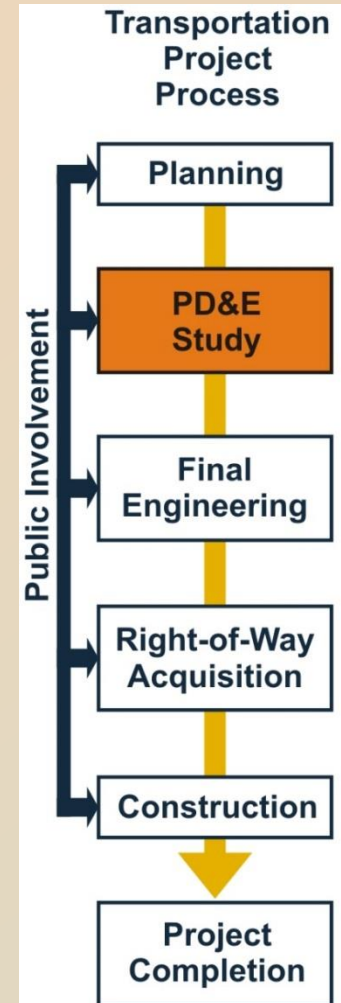 Transportation
Project
Process
Public Involvement
Planning
PD&E
Study
Final
Engineering
Right-of-Way
Acquisition
Construction
Project
Completion